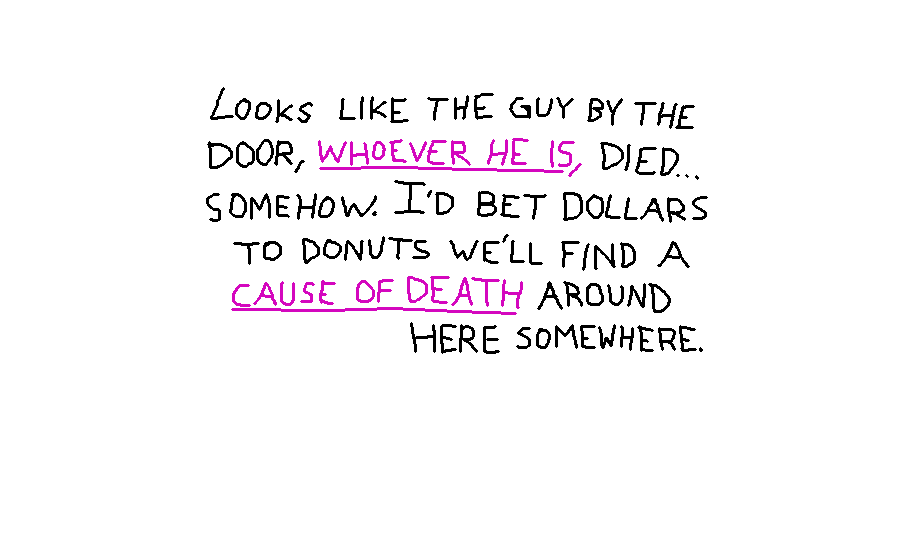 LOOKS LIKE THE GUY BY THE
DOOR, WHOEVER HE IS, DIED...
SOMEHOW. I'D BET DOLLARS
TO DONUTS WE'LL FIND A
CAUSE OF DEATH AROUND
HERE SOMEWHERE.